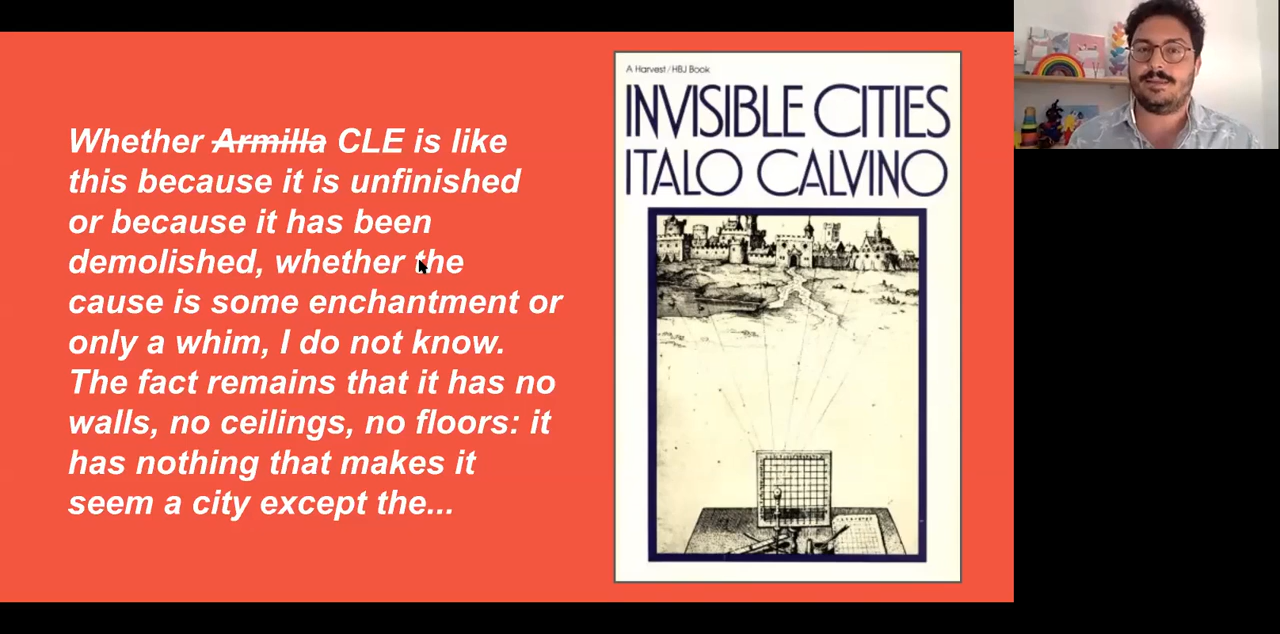 Whether Armilla CLE is like
this because it is unfinished
or because it has been
demolished, whether the
cause is some enchantment or
only a whim, I do not know.
The fact remains that it has no
walls, no ceilings, no floors: it
has nothing that makes it
seem a city except the...
A Harvest/HBJ Book
INVISIBLE CITIES
ITALO CALVINO